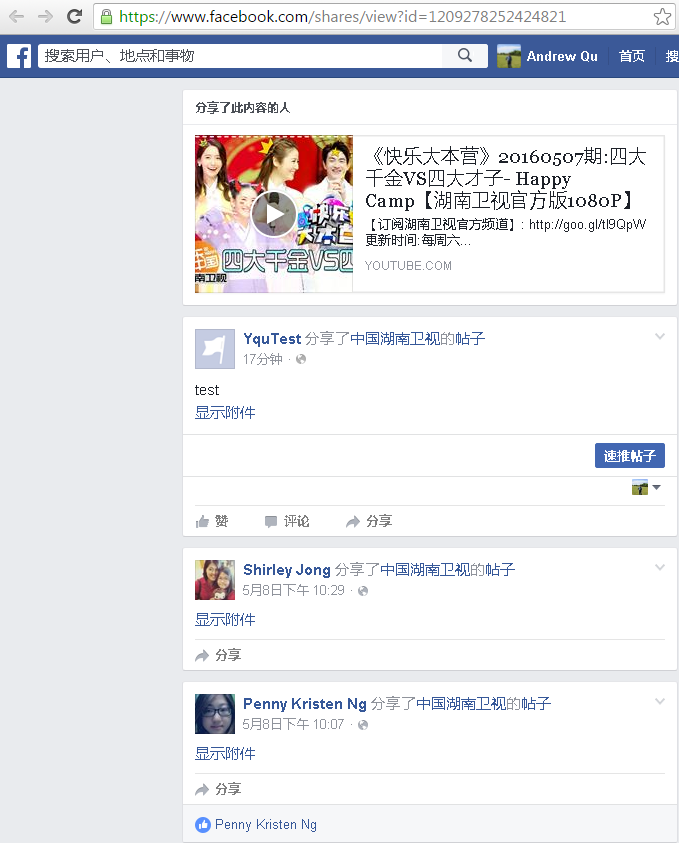 https://www.facebook.com/shares/view?id=1209278252424821
搜索用户、地点和事物
Andrew Qu
首页
搜
分享了此内容的人
《快乐大本营》20160507期:四大
千金VS四大才子- Happy
Camp【湖南卫视官方版1080P】
【订阅湖南卫视官方频道】: http://goo.gl/tl9QpW
更新时间:每周六...
YOUTUBE.COM
四大千金VS四
南卫视
YquTest 分享了中国湖南卫视的帖子
17分钟 ·
test
显示附件
速推帖子
赞 评论 分享
Shirley Jong 分享了中国湖南卫视的帖子
5月8日下午 10:29 ·
显示附件
分享
Penny Kristen Ng 分享了中国湖南卫视的帖子
5月8日下午 10:07 ·
显示附件
分享
Penny Kristen Ng